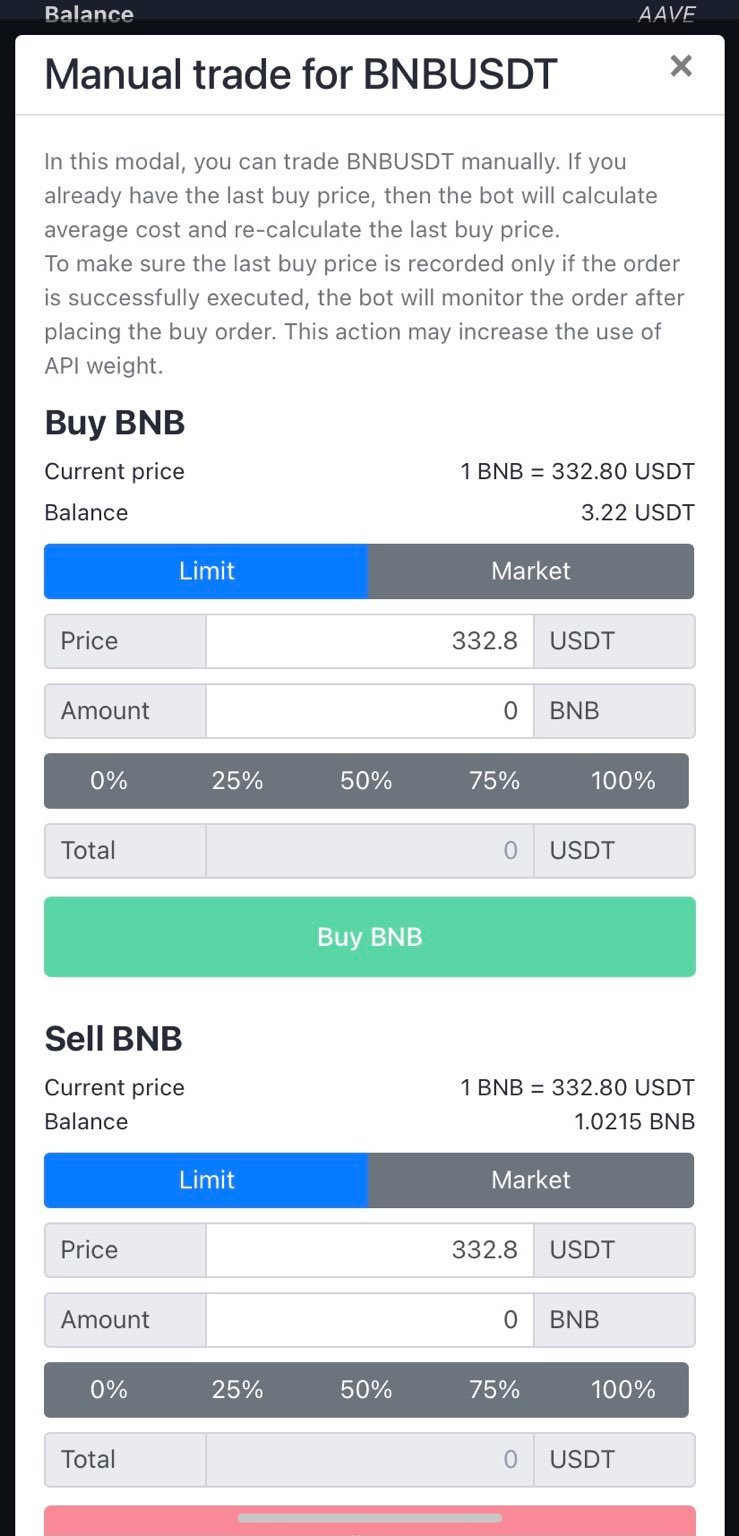 Balance AAVE
Manual trade for BNBUSDT ×
In this modal, you can trade BNBUSDT manually. If you
already have the last buy price, then the bot will calculate
average cost and re-calculate the last buy price.
To make sure the last buy price is recorded only if the order
is successfully executed, the bot will monitor the order after
placing the buy order. This action may increase the use of
API weight.
Buy BNB
Current price 1 BNB = 332.80 USDT
Balance 3.22 USDT
Limit Market
Price 332.8 USDT
Amount 0 BNB
0% 25% 50% 75% 100%
Total 0 USDT
Buy BNB
Sell BNB
Current price 1 BNB = 332.80 USDT
Balance 1.0215 BNB
Limit Market
Price 332.8 USDT
Amount 0 BNB
0% 25% 50% 75% 100%
Total 0 USDT